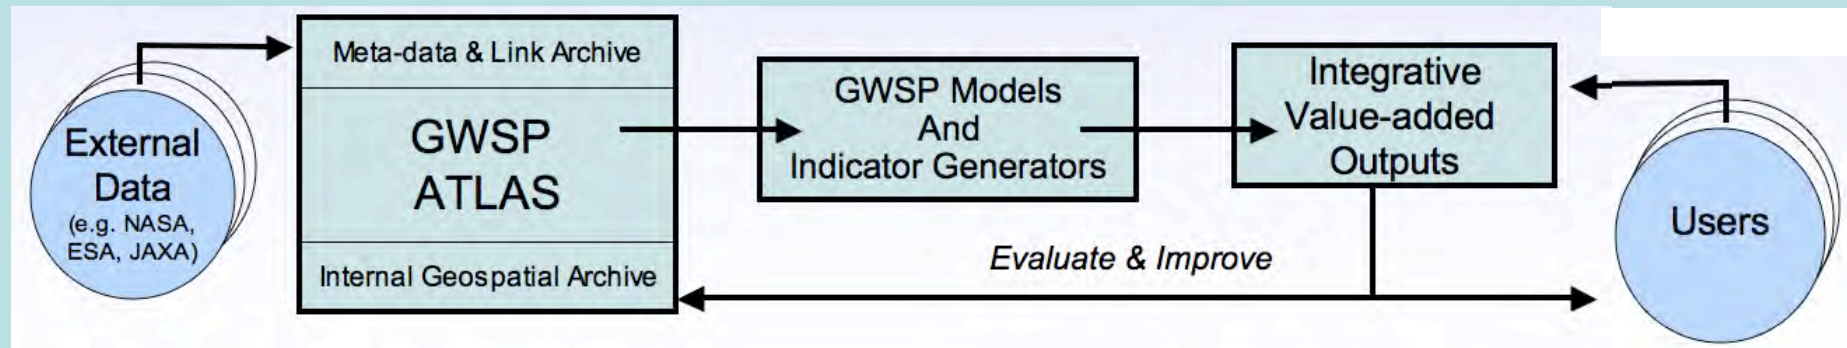 External
Data
(e.g. NASA,
ESA, JAXA)
Meta-data & Link Archive
GWSP
ATLAS
Internal Geospatial Archive
GWSP Models
And
Indicator Generators
Integrative
Value-added
Outputs
Evaluate & Improve
Users